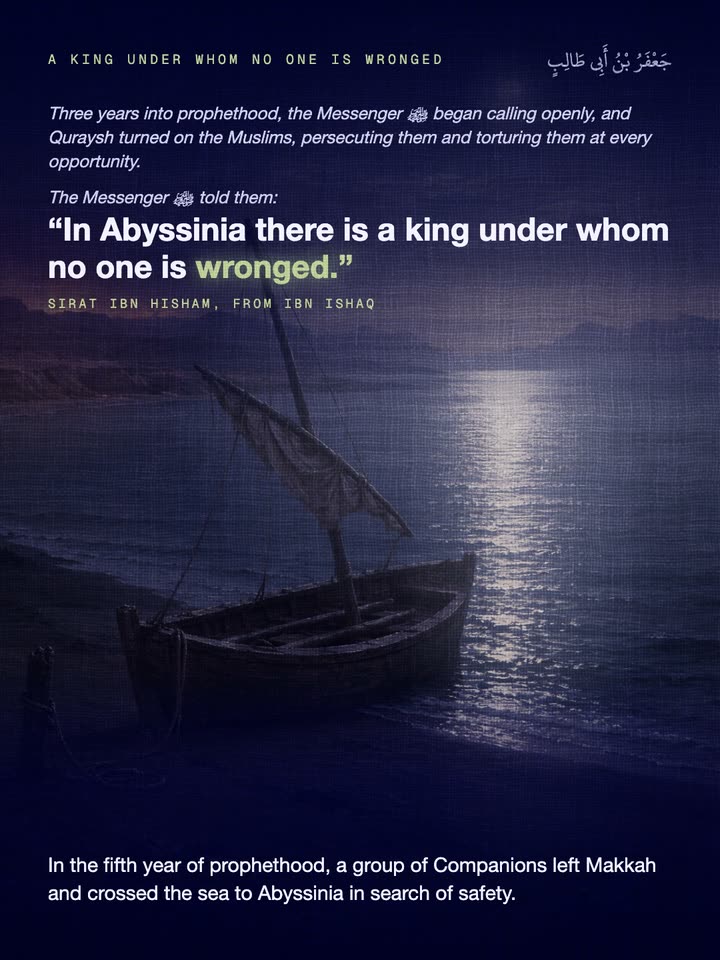 A KING UNDER WHOM NO ONE IS WRONGED
جَعْفَرُ بْنُ أَبِي طَالِبٍ
Three years into prophethood, the Messenger ﷺ began calling openly, and
Quraysh turned on the Muslims, persecuting them and torturing them at every
opportunity.
The Messenger ﷺ told them:
“In Abyssinia there is a king under whom
no one is wronged.”
SIRAT IBN HISHAM, FROM IBN ISHAQ
In the fifth year of prophethood, a group of Companions left Makkah
and crossed the sea to Abyssinia in search of safety.